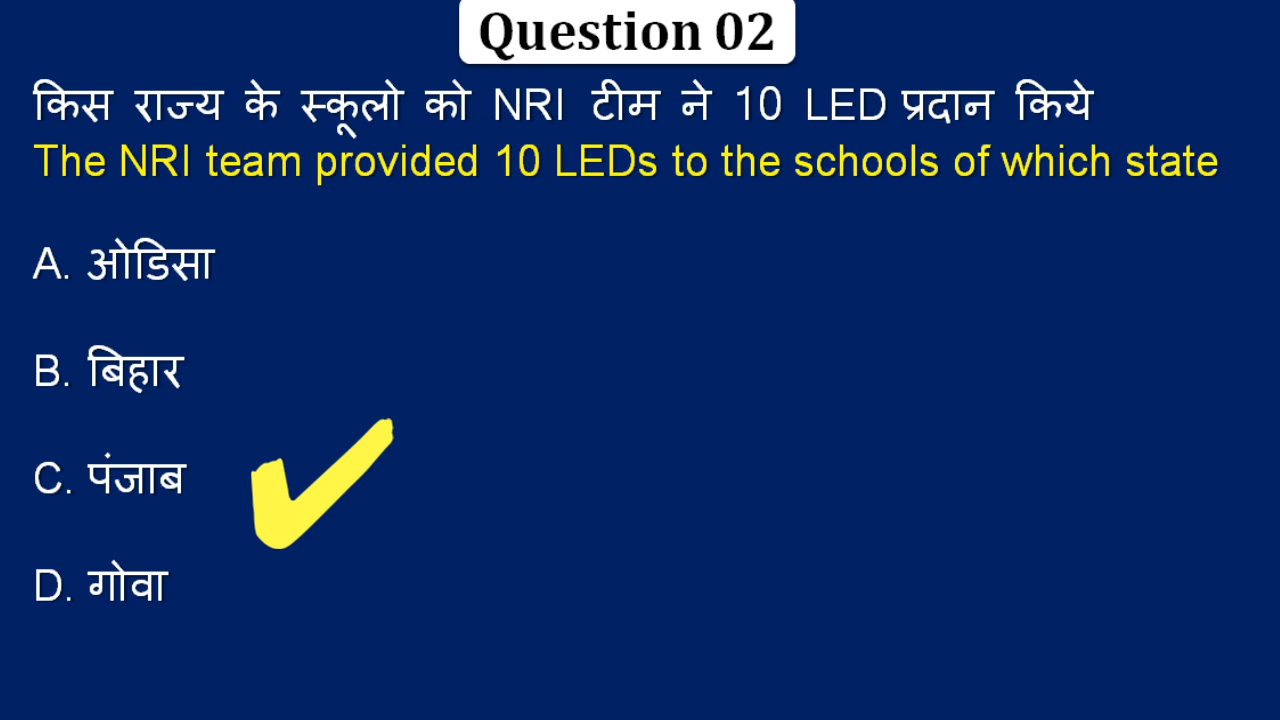 Question 02
किस राज्य के स्कूलो को NRI टीम ने 10 LED प्रदान किये
The NRI team provided 10 LEDs to the schools of which state
A. ओडिसा
B. बिहार
C. पंजाब
D. गोवा